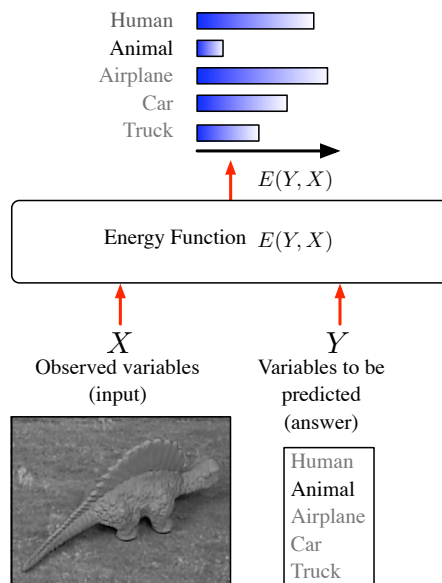 Human
Animal
Airplane
Car
Truck
E(Y, X)
Energy Function E(Y, X)
X
Observed variables
(input)
Y
Variables to be
predicted
(answer)
Human
Animal
Airplane
Car
Truck